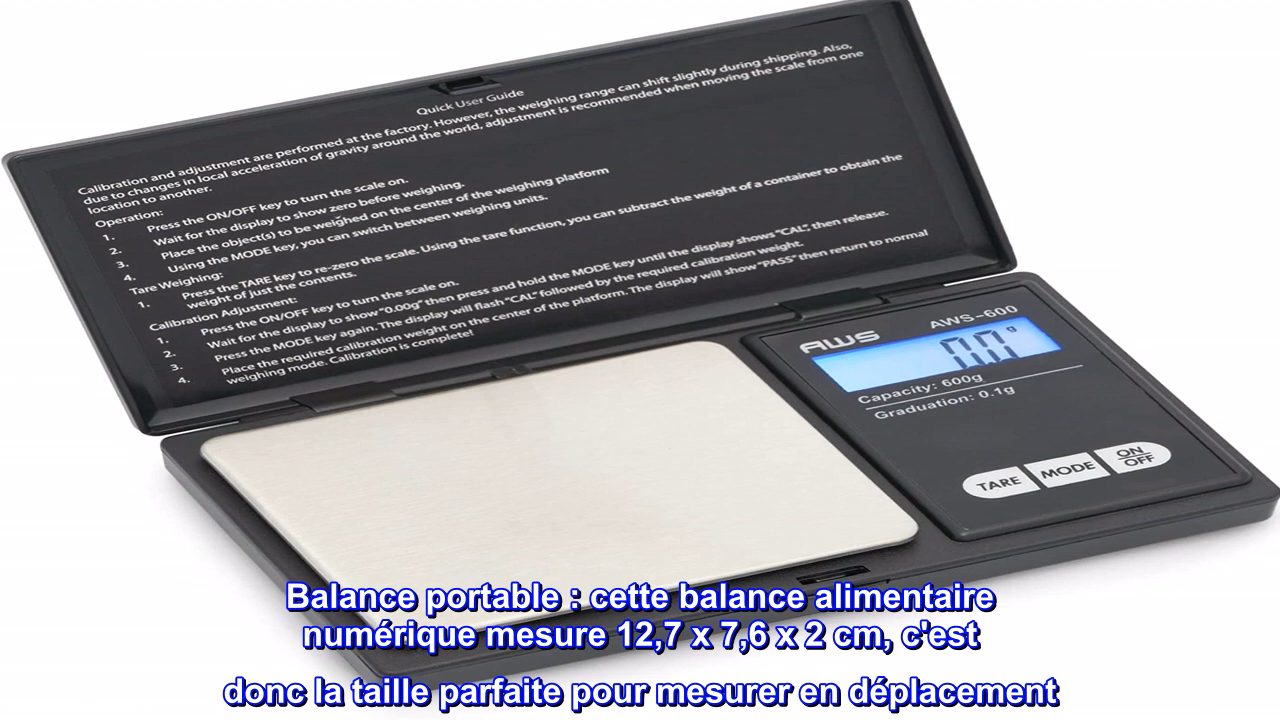 Quick User Guide
Calibration and adjustment are performed at the factory. However, the weighing range can shift slightly during shipping. Also,
due to changes in local acceleration of gravity around the world, adjustment is recommended when moving the scale from one
location to another.
Operation:
1. Press the ON/OFF key to turn the scale on.
2. Wait for the display to show zero before weighing.
3. Place the object(s) to be weighed on the center of the weighing platform
4. Using the MODE key, you can switch between weighing units.
Tare Weighing:
1. Press the TARE key to re-zero the scale. Using the tare function, you can subtract the weight of a container to obtain the
weight of just the contents.
Calibration Adjustment:
1. Press the ON/OFF key to turn the scale on.
2. Wait for the display to show "0.00g" then press and hold the MODE key until the display shows "CAL", then release.
3. Press the MODE key again. The display will flash "CAL" followed by the required calibration weight.
4. Place the required calibration weight on the center of the platform. The display will show "PASS" then return to normal
weighing mode. Calibration is complete!
AWS AWS-600
0.0 g
Capacity: 600g
Graduation: 0.1g
TARE MODE ON/OFF
Balance portable : cette balance alimentaire
numérique mesure 12,7 x 7,6 x 2 cm, c'est
donc la taille parfaite pour mesurer en déplacement